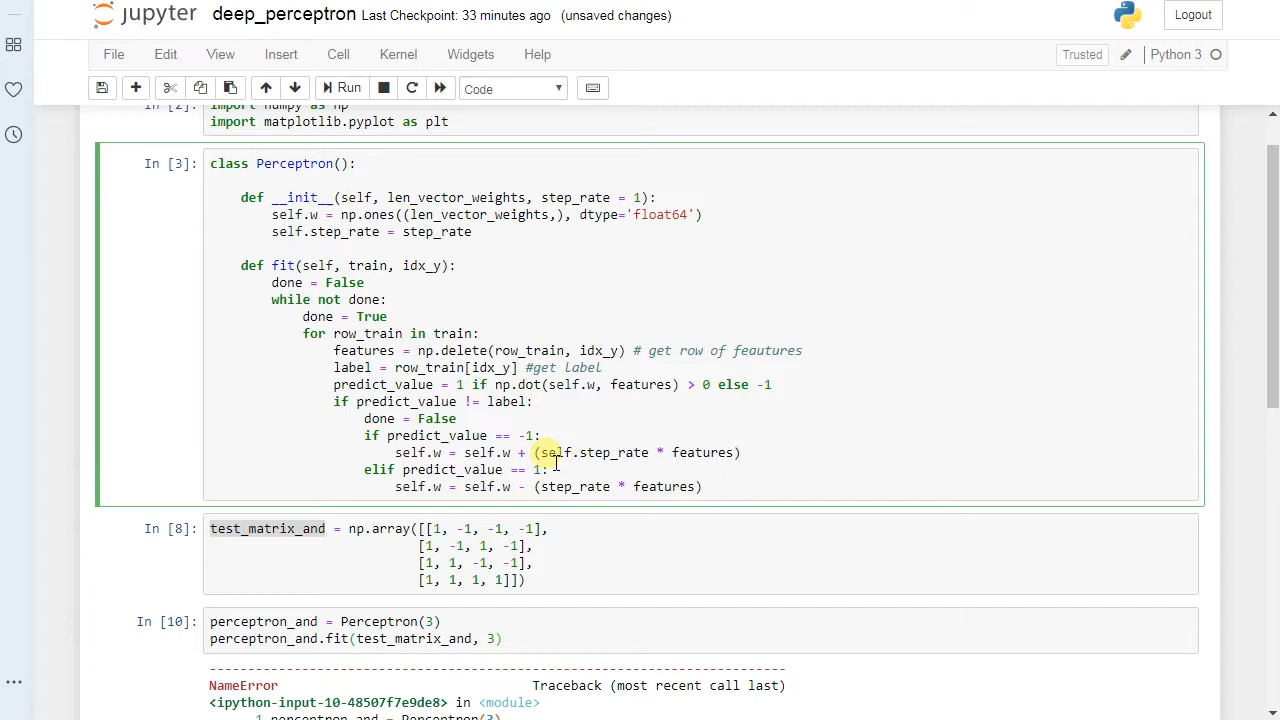 jupyter deep_perceptron Last Checkpoint: 33 minutes ago (unsaved changes) Logout
File Edit View Insert Cell Kernel Widgets Help Trusted Python 3
Run Code
In [2]: import numpy as np
import matplotlib.pyplot as plt
In [3]: class Perceptron():
def __init__(self, len_vector_weights, step_rate = 1):
self.w = np.ones((len_vector_weights,), dtype='float64')
self.step_rate = step_rate
def fit(self, train, idx_y):
done = False
while not done:
done = True
for row_train in train:
features = np.delete(row_train, idx_y) # get row of feautures
label = row_train[idx_y] #get label
predict_value = 1 if np.dot(self.w, features) > 0 else -1
if predict_value != label:
done = False
if predict_value == -1:
self.w = self.w + (self.step_rate * features)
elif predict_value == 1:
self.w = self.w - (step_rate * features)
In [8]: test_matrix_and = np.array([[1, -1, -1, -1],
[1, -1, 1, -1],
[1, 1, -1, -1],
[1, 1, 1, 1]])
In [10]: perceptron_and = Perceptron(3)
perceptron_and.fit(test_matrix_and, 3)
---------------------------------------------------------------------------
NameError Traceback (most recent call last)
<ipython-input-10-48507f7e9de8> in <module>
1 perceptron_and = Perceptron(3)